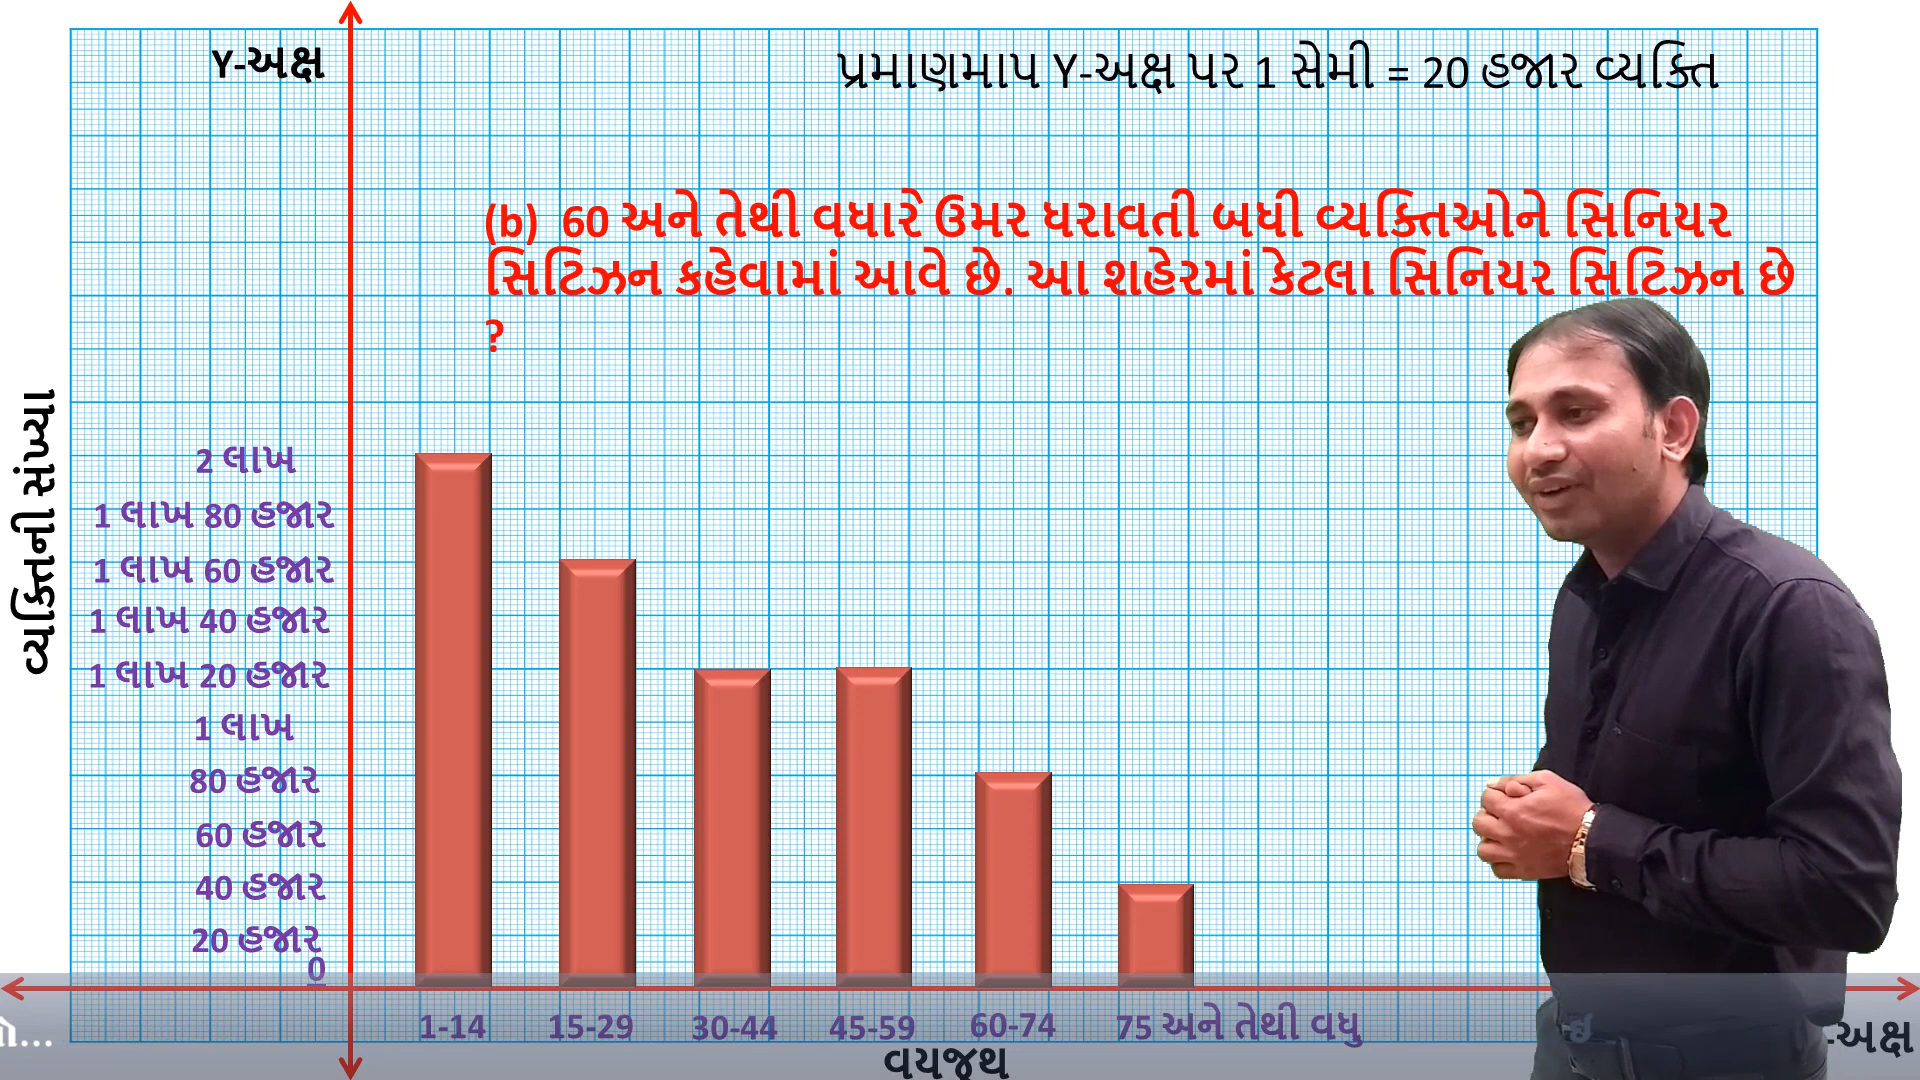 Y-અક્ષ
પ્રમાણમાપ Y-અક્ષ પર 1 સેમી = 20 હજાર વ્યક્તિ
(b) 60 અને તેથી વધારે ઉમર ધરાવતી બધી વ્યક્તિઓને સિનિયર
સિટિઝન કહેવામાં આવે છે. આ શહેરમાં કેટલા સિનિયર સિટિઝન છે
?
વ્યક્તિની સંખ્યા
2 લાખ
1 લાખ 80 હજાર
1 લાખ 60 હજાર
1 લાખ 40 હજાર
1 લાખ 20 હજાર
1 લાખ
80 હજાર
60 હજાર
40 હજાર
20 હજાર
0
1-14 15-29 30-44 45-59 60-74 75 અને તેથી વધુ
વયજૂથ
-અક્ષ